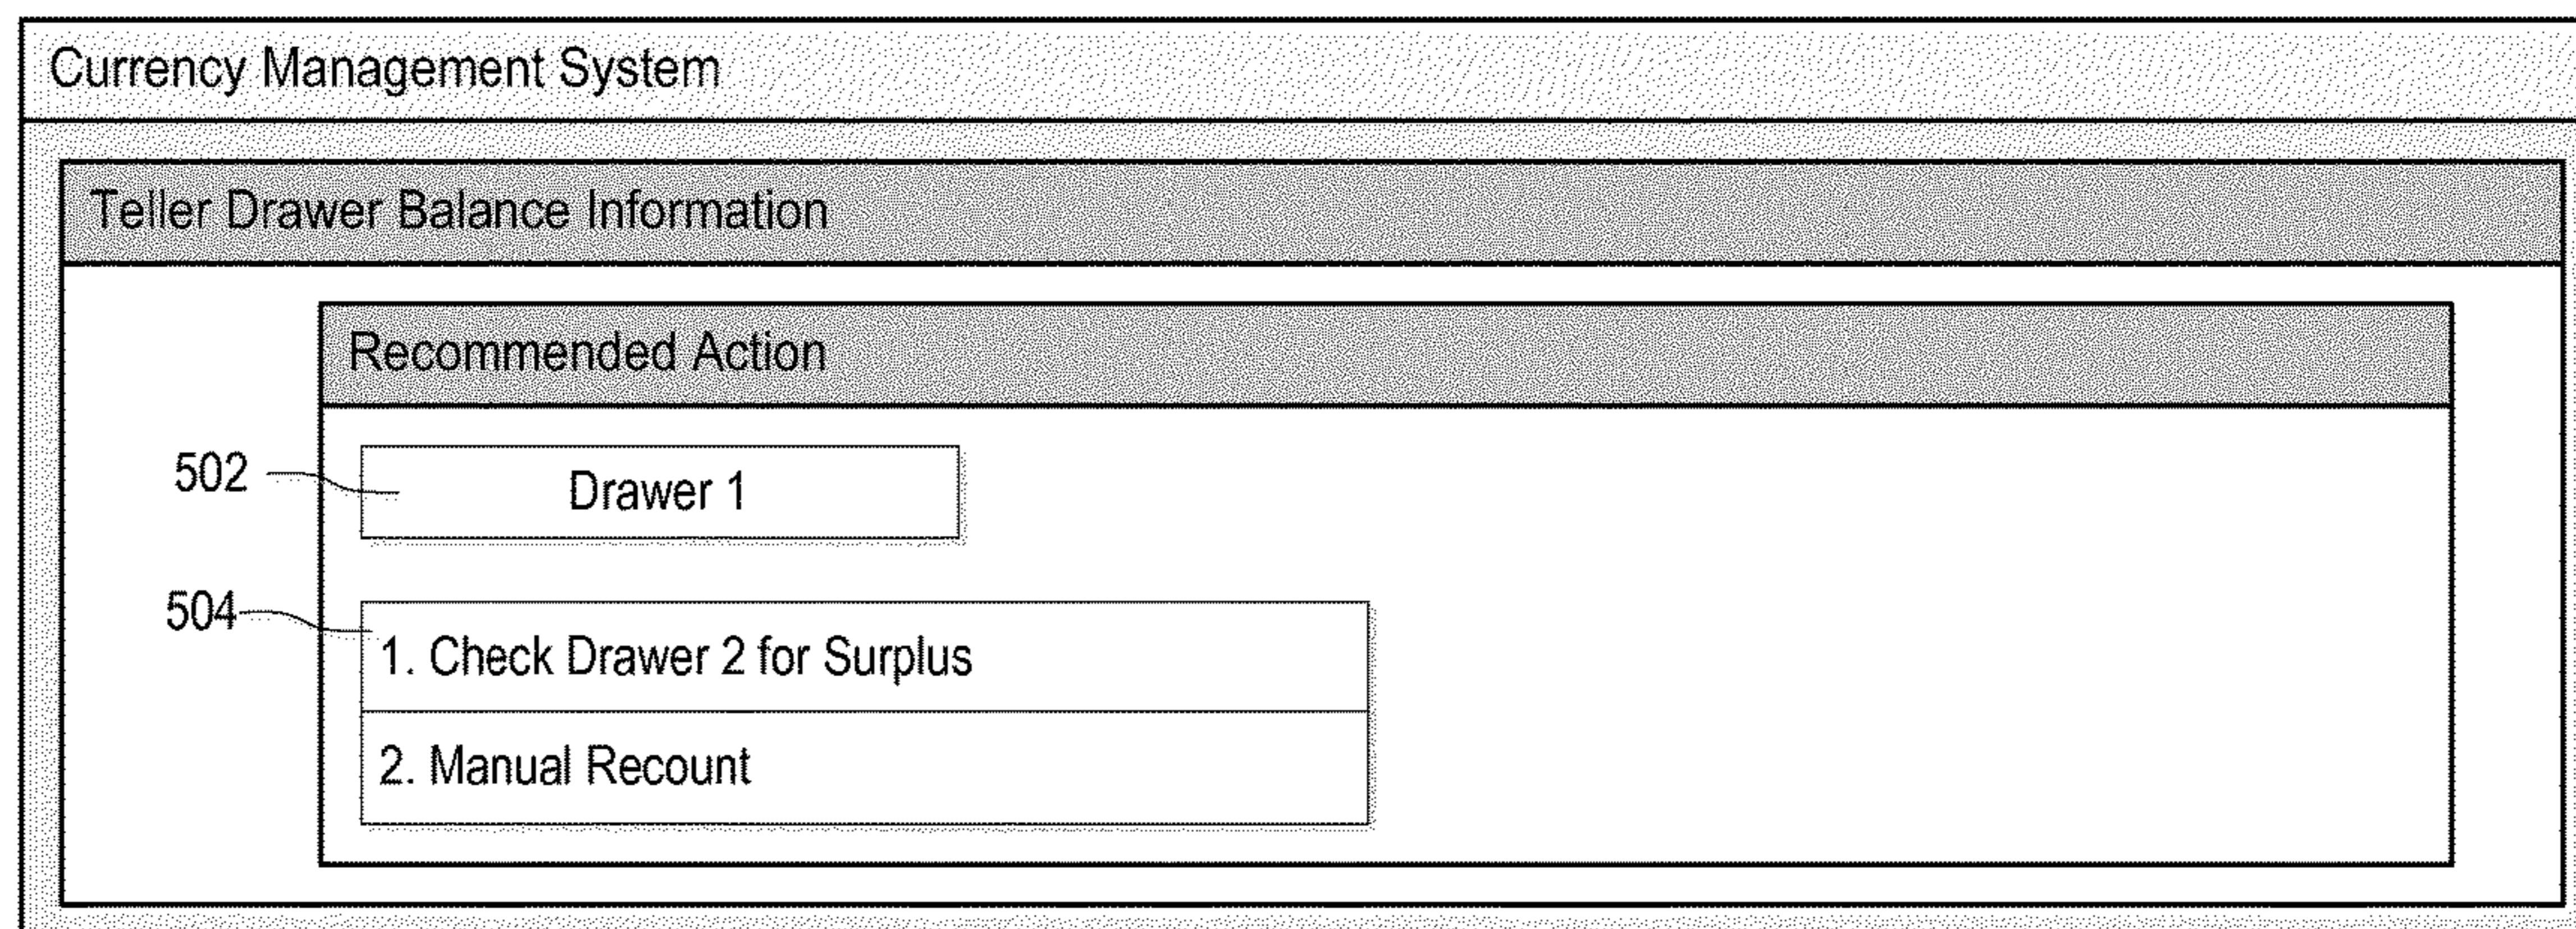 Currency Management System
Teller Drawer Balance Information
Recommended Action
502
Drawer 1
504
1. Check Drawer 2 for Surplus
2. Manual Recount